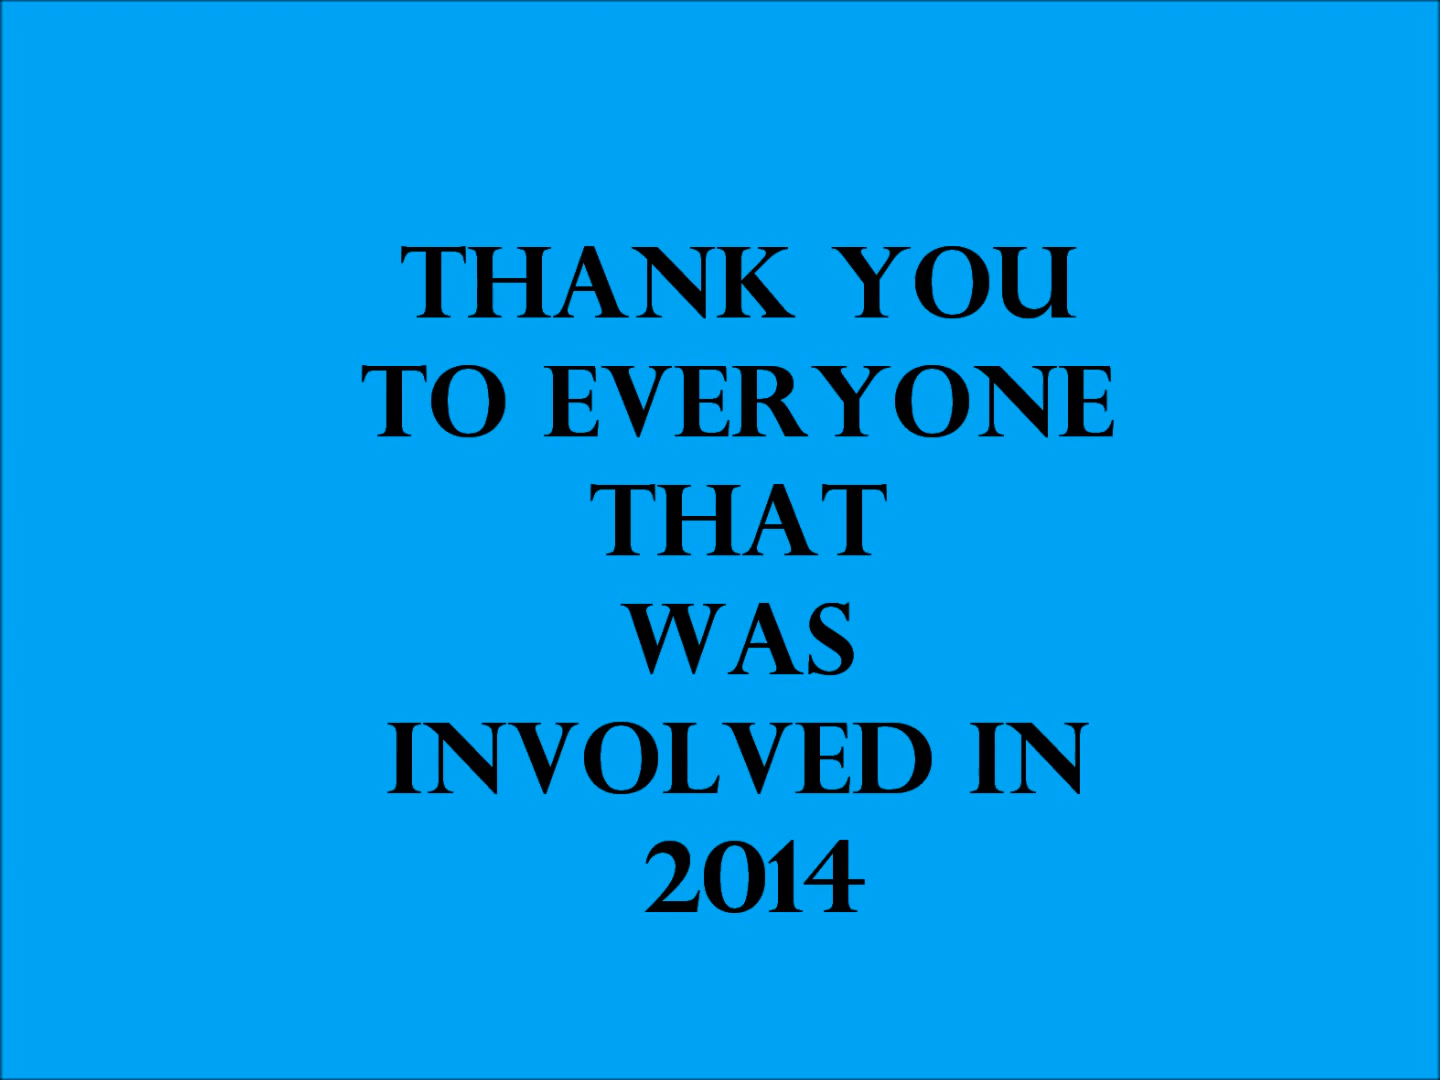 THANK YOU
TO EVERYONE
THAT
WAS
INVOLVED IN
2014